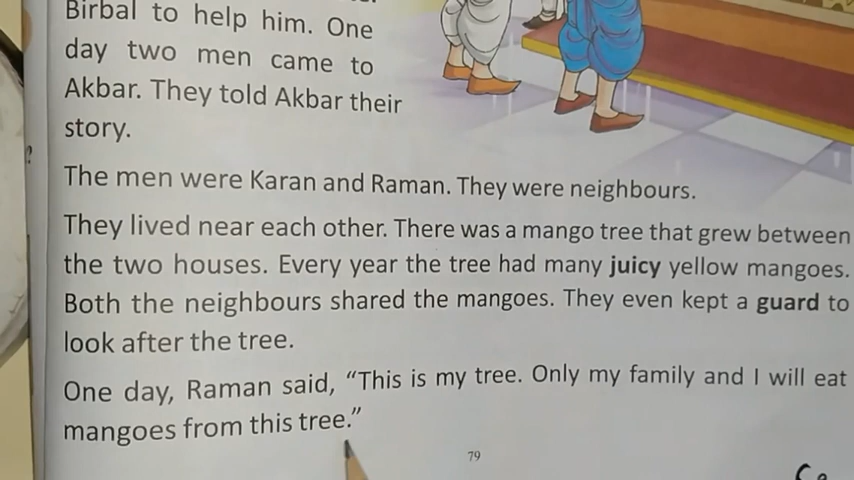 Birbal to help him. One
day two men came to
Akbar. They told Akbar their
story.
?
The men were Karan and Raman. They were neighbours.
They lived near each other. There was a mango tree that grew between
the two houses. Every year the tree had many juicy yellow mangoes.
Both the neighbours shared the mangoes. They even kept a guard to
look after the tree.
One day, Raman said, “This is my tree. Only my family and I will eat
mangoes from this tree.”
79